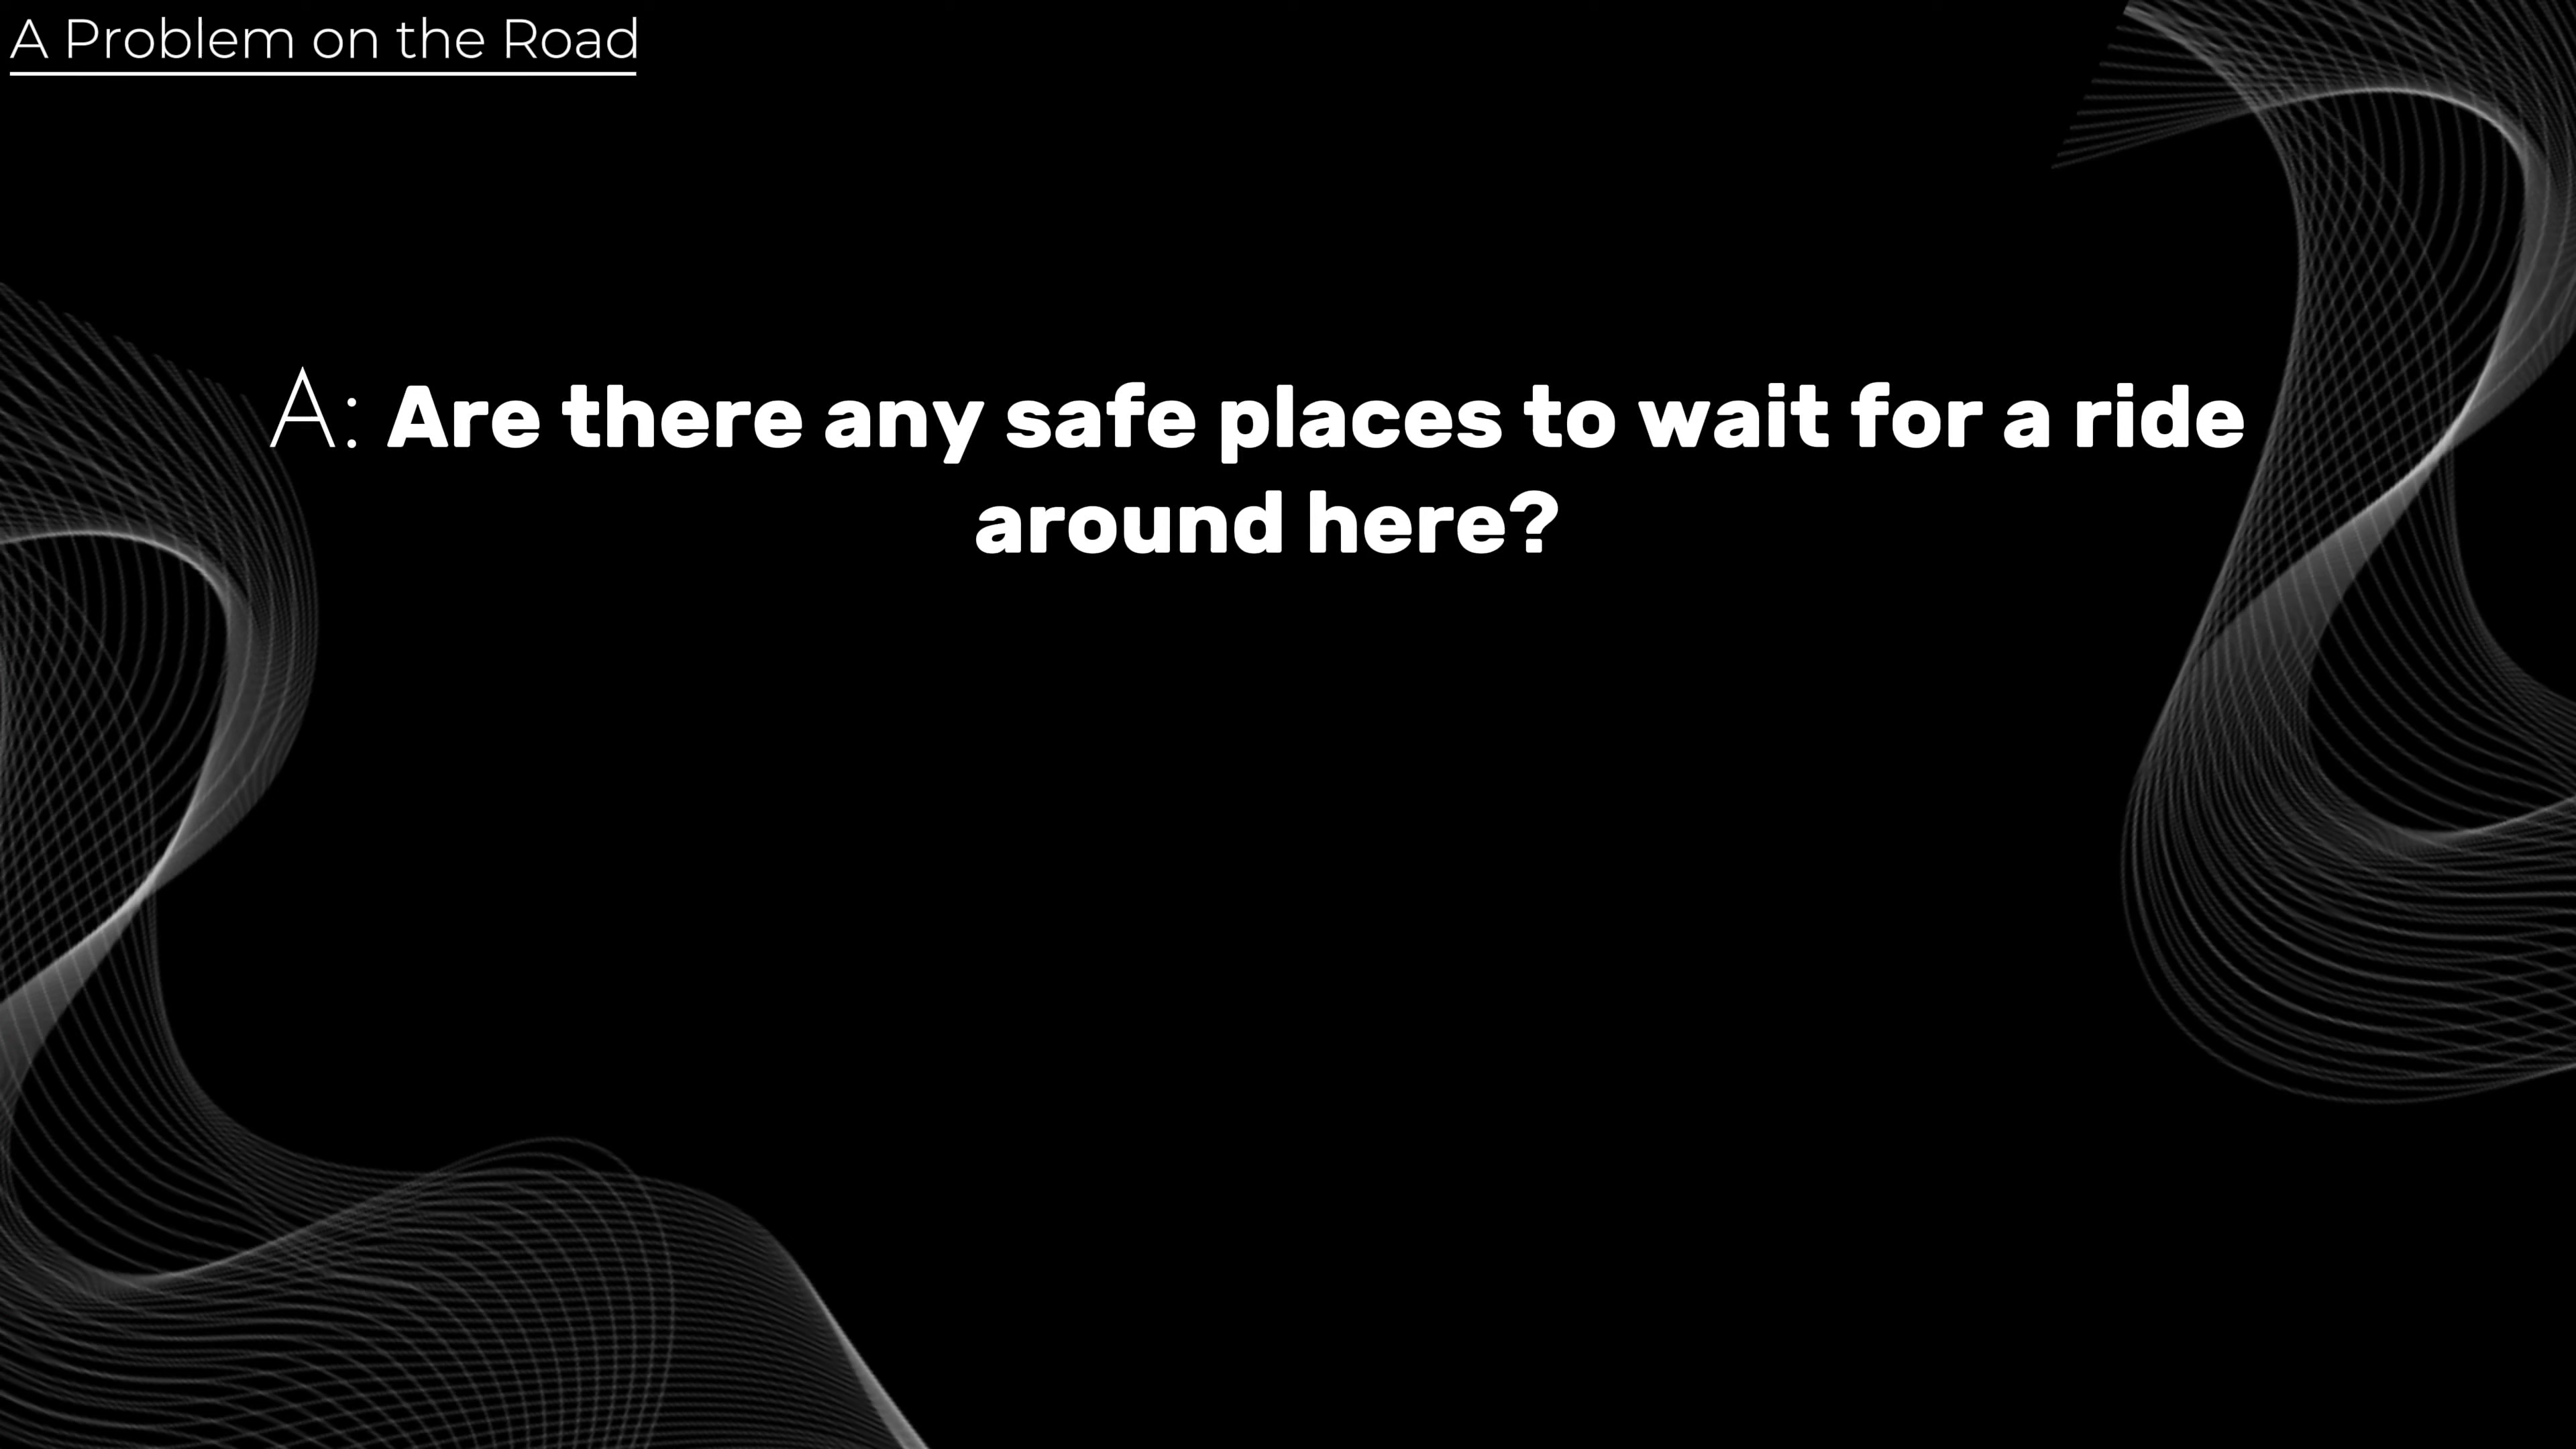 A Problem on the Road
A: Are there any safe places to wait for a ride
around here?